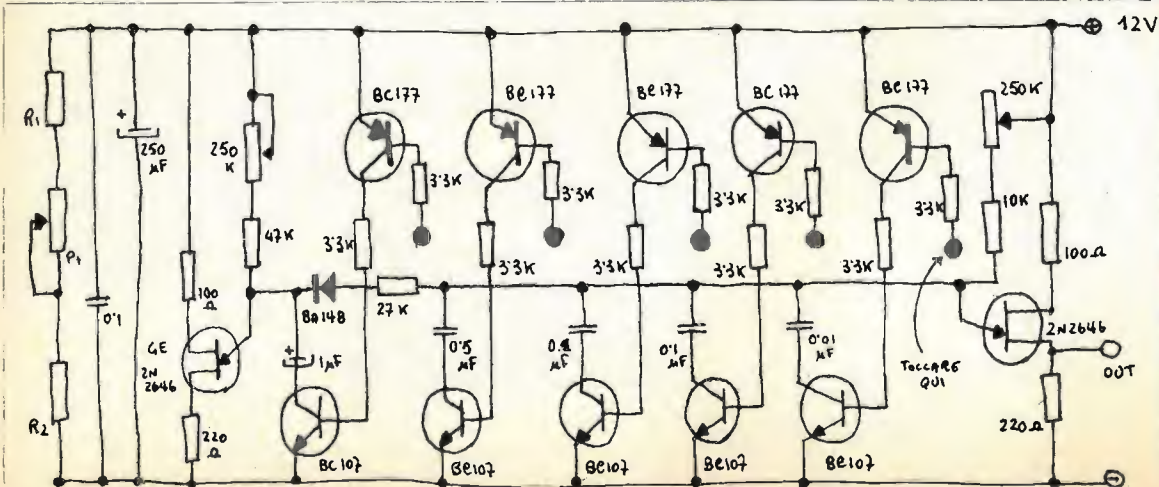 ⊕ 12V
BC177
BC177
BC177
BC177
BC177
250K
R1
+
250
μF
250
K
3'3K
3'3K
3'3K
3'3K
3'3K
10K
P1
47K
3'3K
3'3K
3'3K
3'3K
3'3K
100Ω
0'1
100
Ω
BA148
27K
GE
2N
2646
+
1μF
0'5
μF
μF
0'1
μF
0'01
μF
TOCCARE
QUI
2N2646
OUT
R2
220
Ω
BC107
BC107
BC107
BC107
BC107
220Ω
⊖